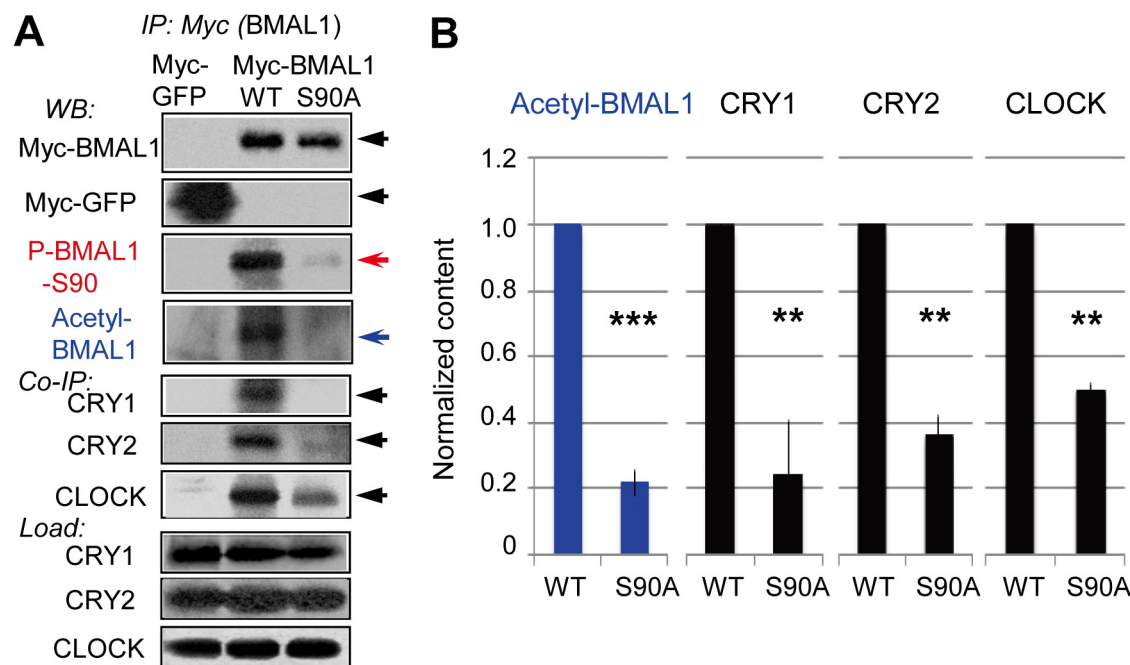 A
IP: Myc (BMAL1)
Myc-
GFP
Myc-BMAL1
WT S90A
WB:
Myc-BMAL1
Myc-GFP
P-BMAL1
-S90
Acetyl-
BMAL1
Co-IP:
CRY1
CRY2
CLOCK
Load:
CRY1
CRY2
CLOCK
B
Acetyl-BMAL1 CRY1 CRY2 CLOCK
Normalized content
1.2
1.0
0.8
0.6
0.4
0.2
0
*** ** ** **
WT S90A WT S90A WT S90A WT S90A